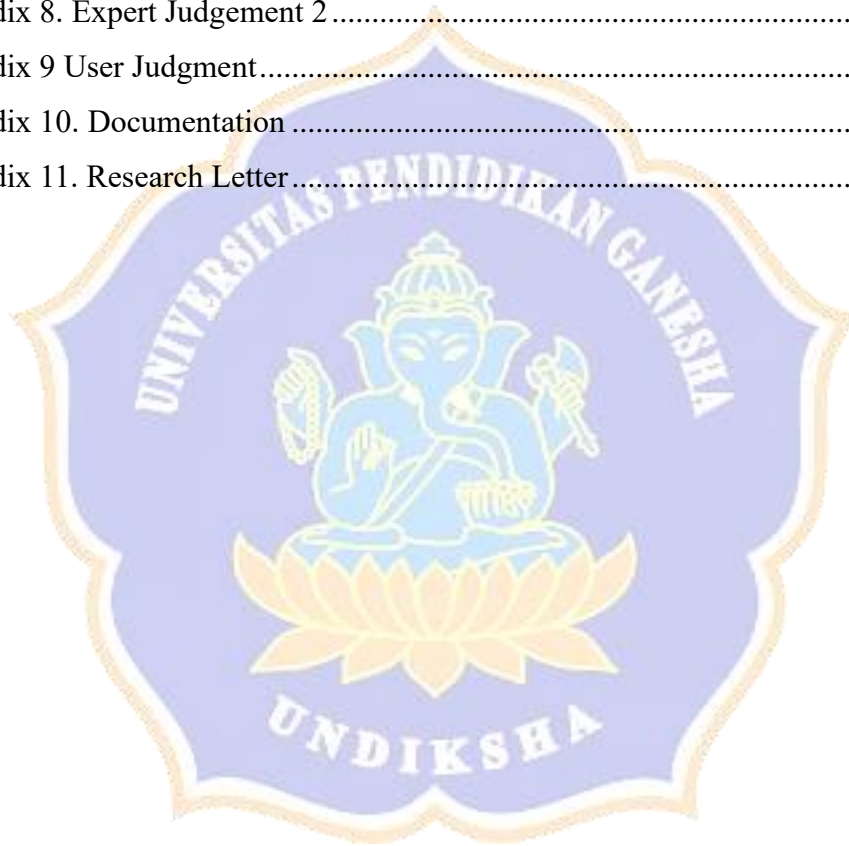 dix 8. Expert Judgement 2
dix 9 User Judgment
dix 10. Documentation
dix 11. Research Letter
UNIVERSITAS PENDIDIKAN GANESHA
UNDIKSHA